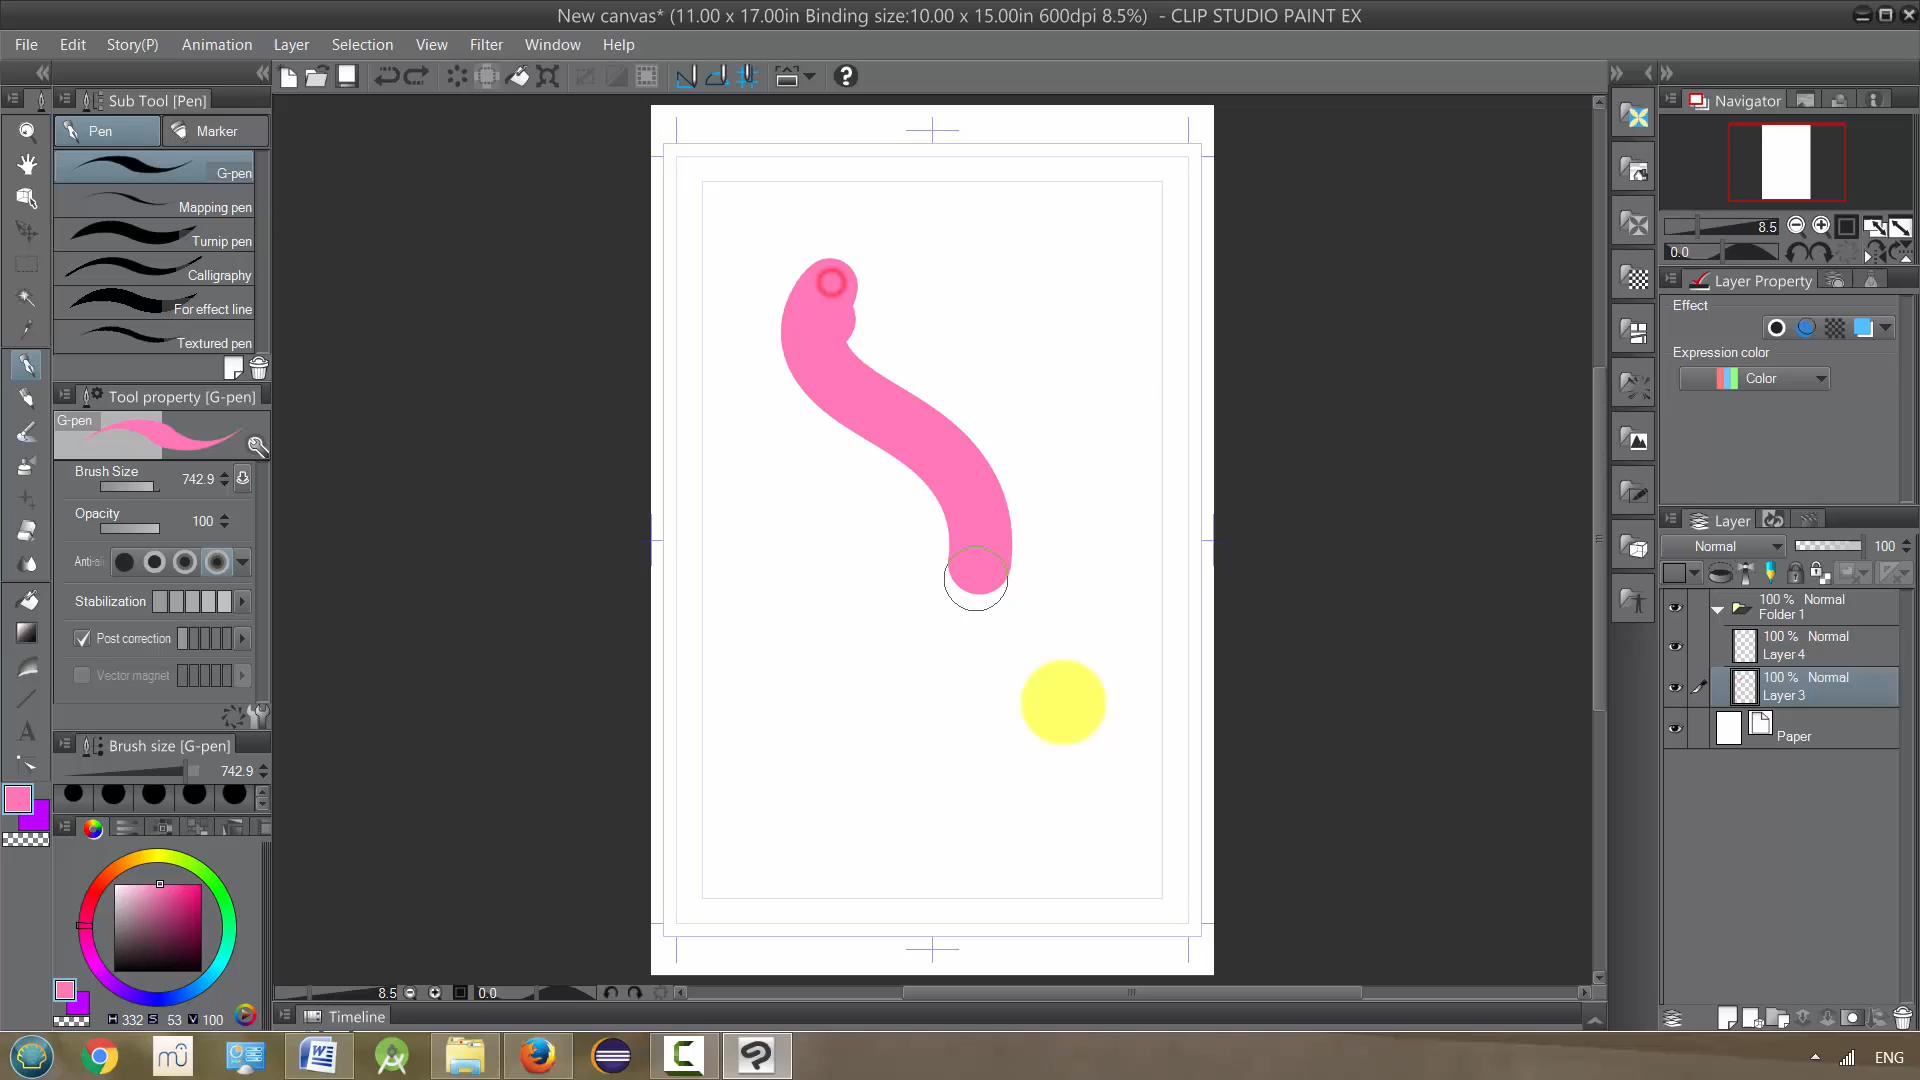 New canvas* (11.00 x 17.00in Binding size:10.00 x 15.00in 600dpi 8.5%)  - CLIP STUDIO PAINT EX
File Edit Story(P) Animation Layer Selection View Filter Window Help
Sub Tool [Pen]
Pen Marker
G-pen
Mapping pen
Turnip pen
Calligraphy
For effect line
Textured pen
Tool property [G-pen]
G-pen
Brush Size 742.9
Opacity 100
Anti-ali
Stabilization
Post correction
Vector magnet
Brush size [G-pen]
742.9
H 332 S 53 V 100
8.5 0.0
Timeline
Navigator
8.5
0.0
Layer Property
Effect
Expression color
Color
Layer
Normal 100
100 % Normal
Folder 1
100 % Normal
Layer 4
100 % Normal
Layer 3
Paper
ENG